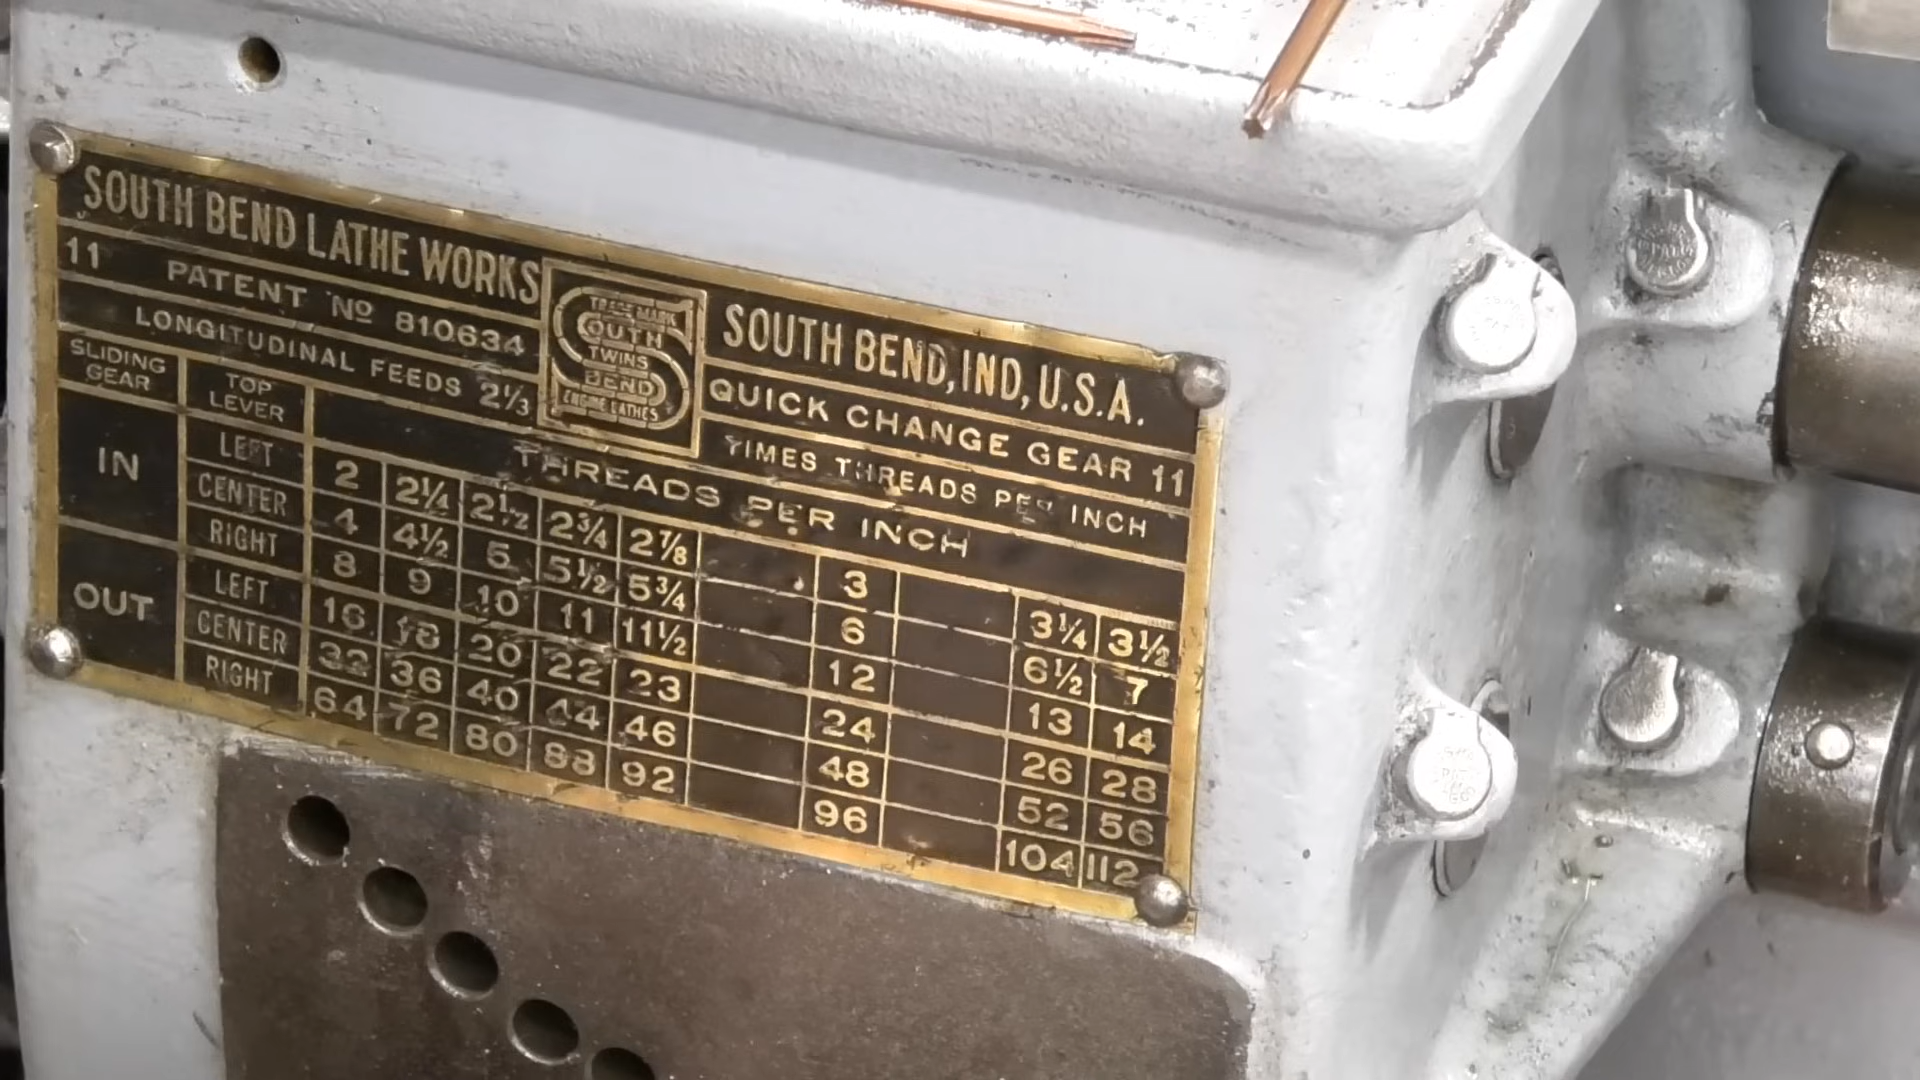 SOUTH BEND LATHE WORKS
SOUTH BEND, IND, U.S.A.
11 PATENT NO 810634
QUICK CHANGE GEAR 11
TRADE MARK
SOUTH
TWINS
BEND
ENGINE LATHES
LONGITUDINAL FEEDS 2⅓
TIMES THREADS PER INCH
SLIDING GEAR
TOP LEVER
THREADS PER INCH
IN
LEFT 2 2¼ 2½ 2¾ 2⅞ 3 3¼ 3½
CENTER 4 4½ 5 5½ 5¾ 6 6½ 7
RIGHT 8 9 10 11 11½ 12 13 14
OUT
LEFT 16 18 20 22 23 24 26 28
CENTER 32 36 40 44 46 48 52 56
RIGHT 64 72 80 88 92 96 104 112